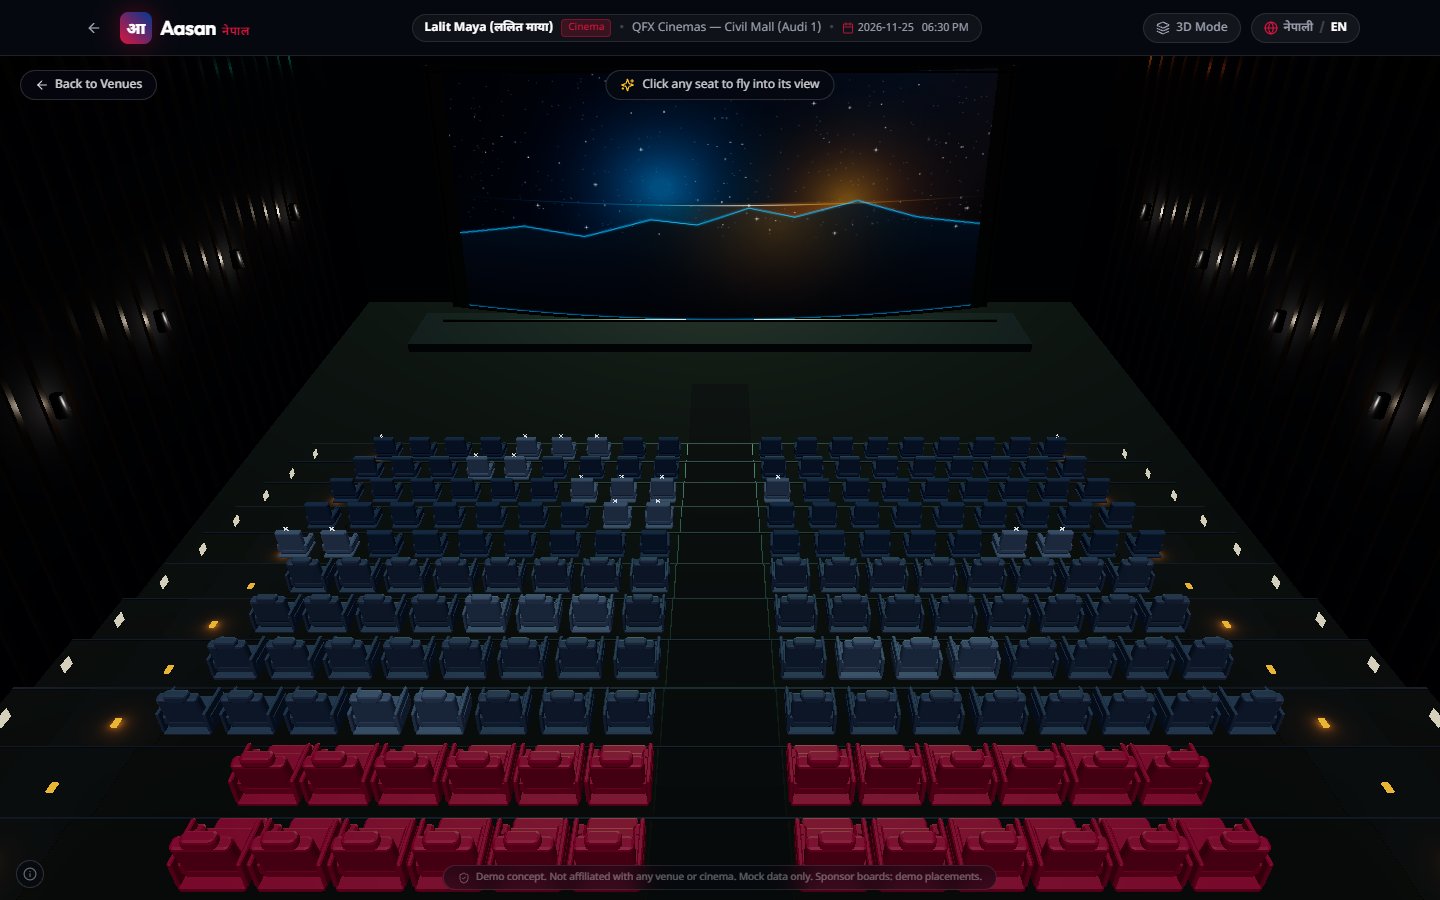 आ Aasan नेपाल
Lalit Maya (ललित माया) Cinema • QFX Cinemas — Civil Mall (Audi 1) • 2026-11-25 06:30 PM
3D Mode
नेपाली / EN
Back to Venues
Click any seat to fly into its view
Demo concept. Not affiliated with any venue or cinema. Mock data only. Sponsor boards: demo placements.